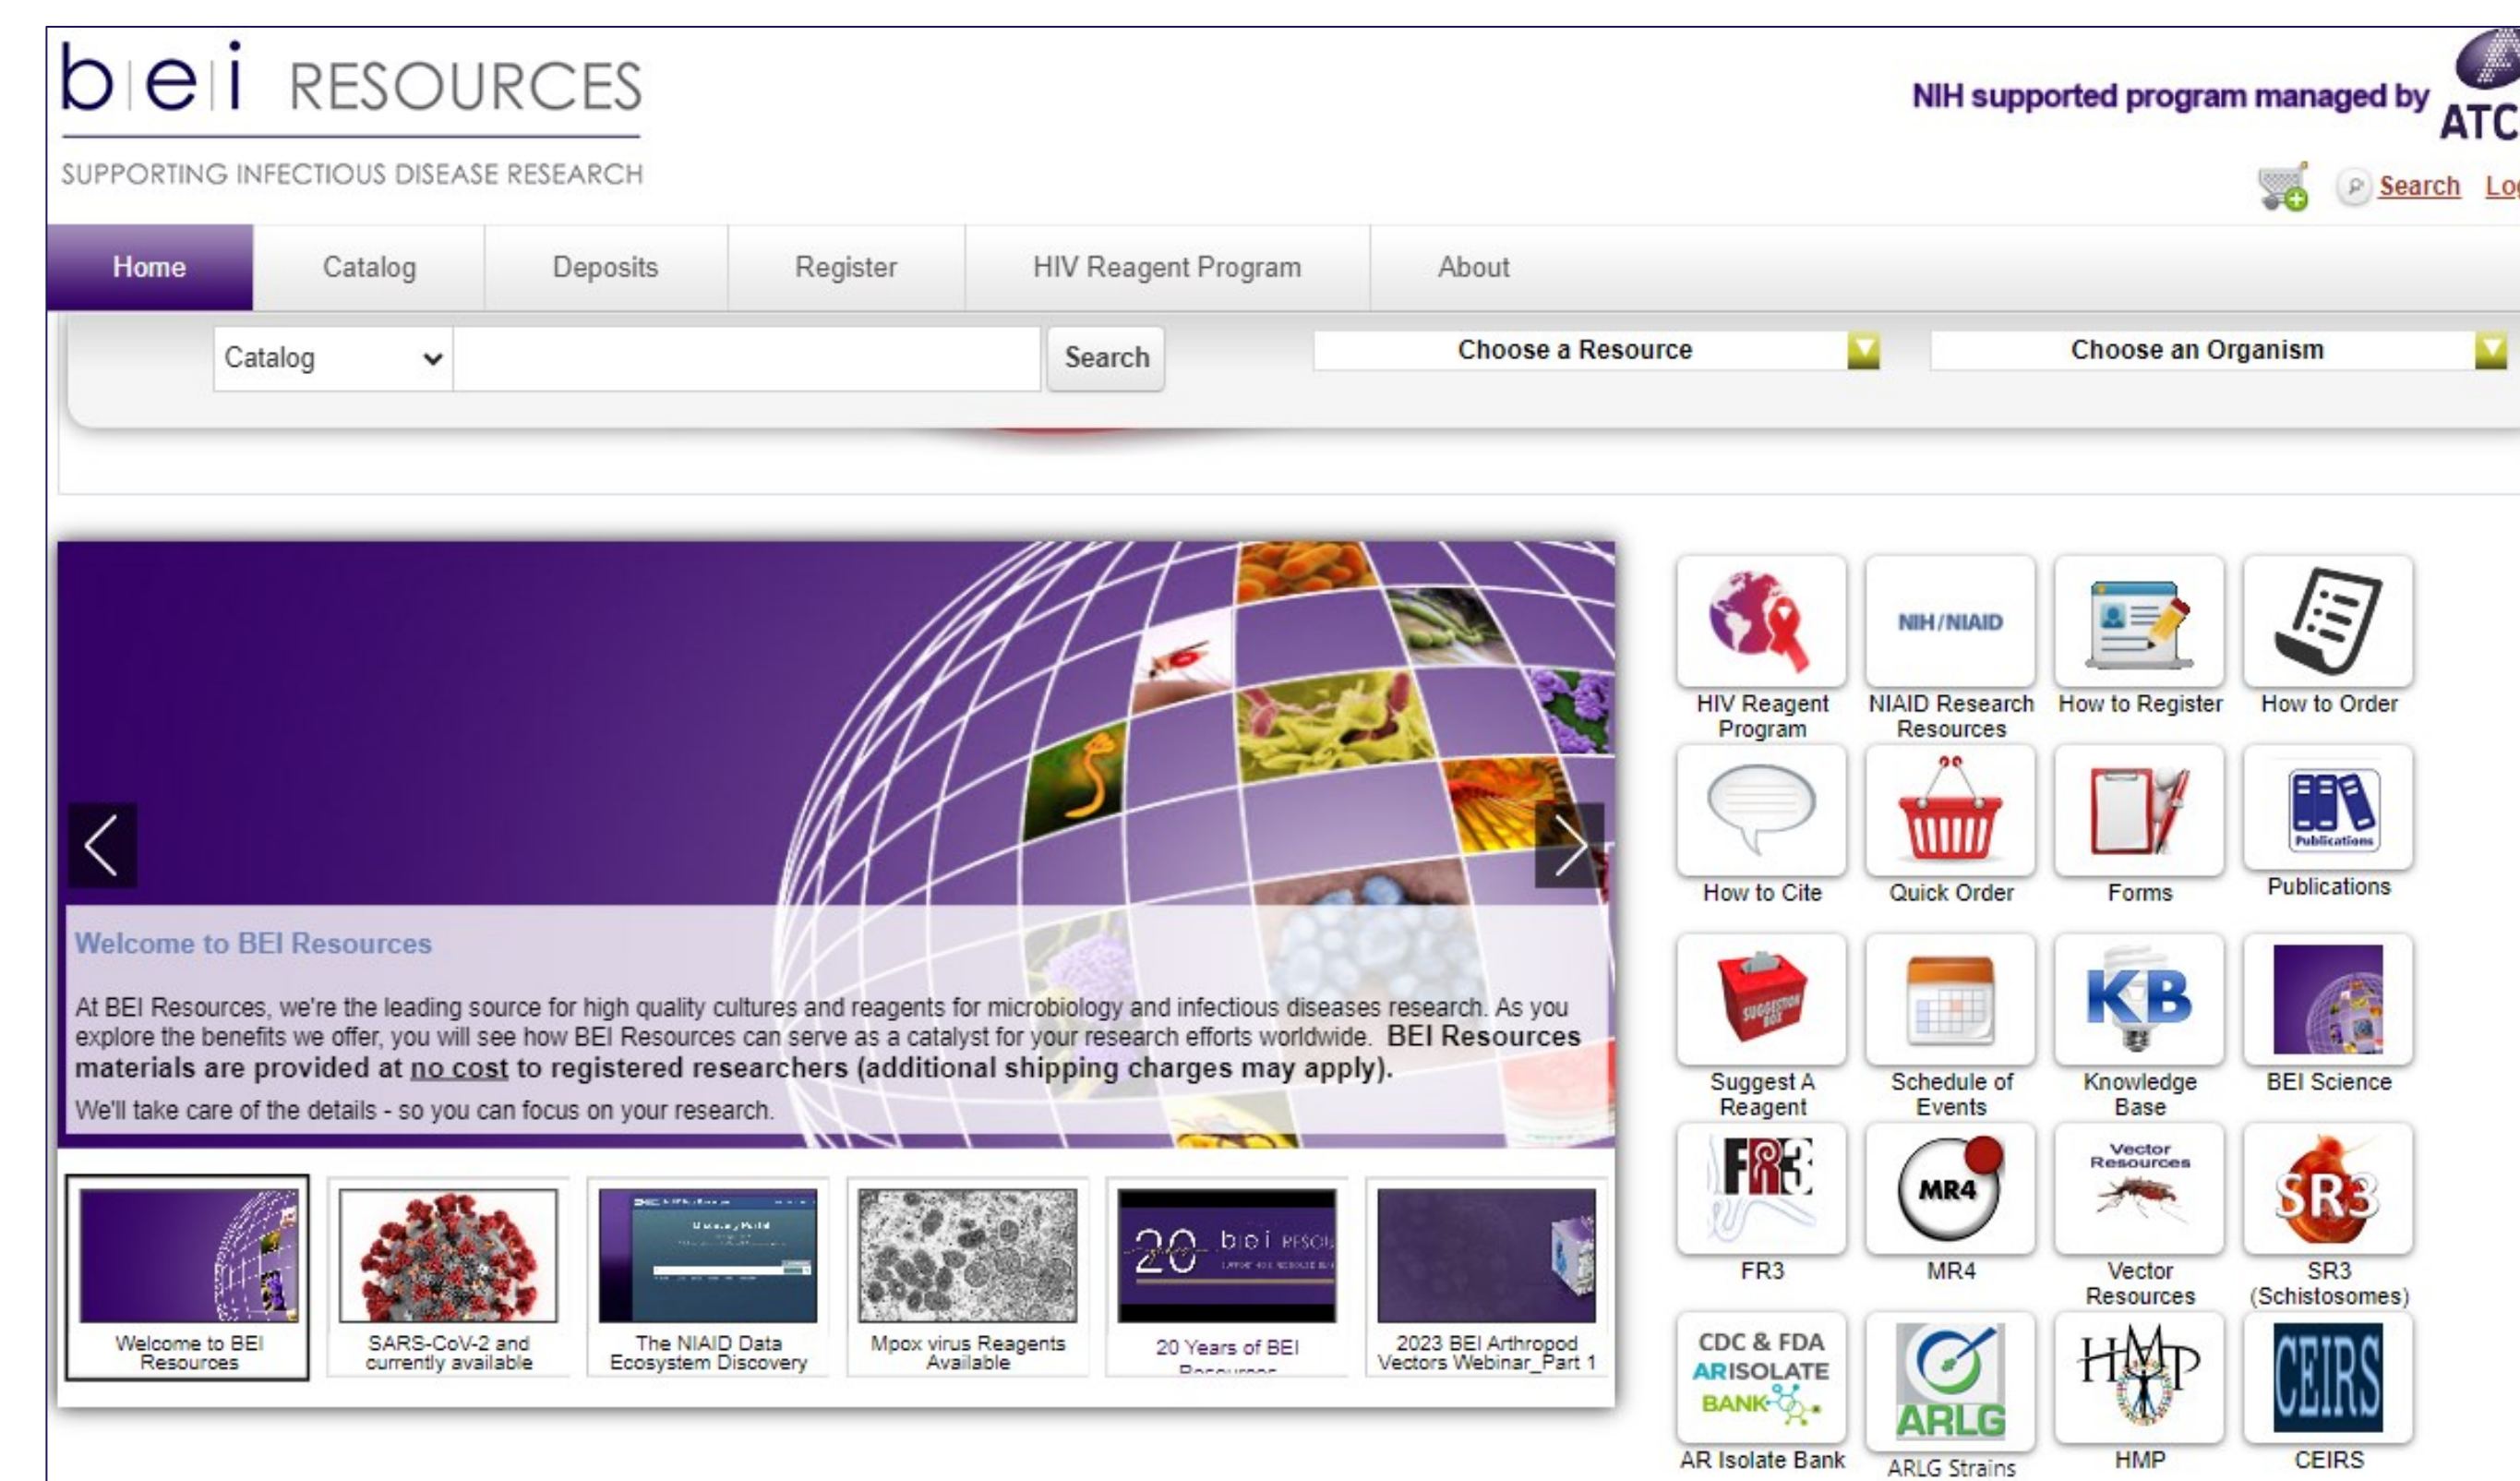 b|e|i RESOURCES
SUPPORTING INFECTIOUS DISEASE RESEARCH
NIH supported program managed by
ATC
Search Log
Home Catalog Deposits Register HIV Reagent Program About
Catalog Search Choose a Resource Choose an Organism
Welcome to BEI Resources
At BEI Resources, we're the leading source for high quality cultures and reagents for microbiology and infectious diseases research. As you
explore the benefits we offer, you will see how BEI Resources can serve as a catalyst for your research efforts worldwide. BEI Resources
materials are provided at no cost to registered researchers (additional shipping charges may apply).
We'll take care of the details - so you can focus on your research.
Welcome to BEI
Resources
SARS-CoV-2 and
currently available
Discovery Portal
The NIAID Data
Ecosystem Discovery
Mpox virus Reagents
Available
20 b|e|i RESOU
20 Years of BEI
Resources
2023 BEI Arthropod
Vectors Webinar_Part 1
HIV Reagent
Program
NIH/NIAID
NIAID Research
Resources
How to Register
How to Order
How to Cite
Quick Order
Forms
Publications
Publications
SUGGESTION
BOX
Suggest A
Reagent
Schedule of
Events
KB
Knowledge
Base
BEI Science
FR3
FR3
MR4
MR4
Vector
Resources
Vector
Resources
SR3
SR3
(Schistosomes)
CDC & FDA
ARISOLATE
BANK
AR Isolate Bank
ARLG
ARLG Strains
HMP
HMP
CEIRS
CEIRS